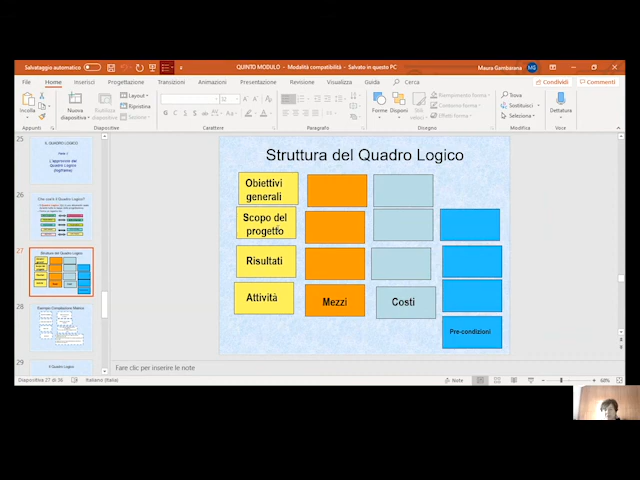 Salvataggio automatico
QUINTO MODULO – Modalità compatibilità – Salvato in questo PC
Maura Gambarana
MG
File
Home
Inserisci
Progettazione
Transizioni
Animazioni
Presentazione
Revisione
Visualizza
Guida
Cerca
Condividi
Commenti
Incolla
Nuova
diapositiva
Layout
Ripristina
Sezione
Forme
Disponi
Stili
veloci
Riempimento forma
Contorno forma
Effetti forma
Trova
Sostituisci
Seleziona
Dettatura
Appunti
Diapositive
Carattere
Paragrafo
Disegno
Modifica
Voce
25
IL QUADRO LOGICO
L'approccio del
Quadro Logico
26
Che cos'è il Quadro Logico?
27
Struttura del Quadro Logico
28
29
Il Quadro Logico
Struttura del Quadro Logico
Obiettivi
generali
Scopo del
progetto
Risultati
Attività
Mezzi
Costi
Pre-condizioni
Fare clic per inserire le note
Diapositiva 27 di 38
Italiano (Italia)
Note
60%